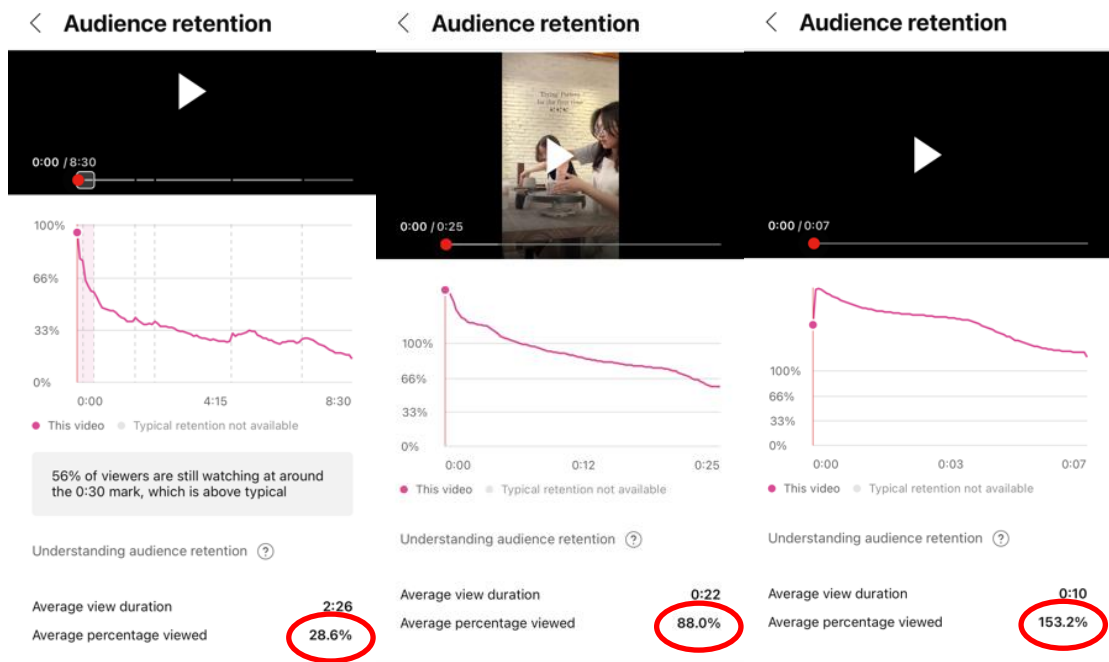 Audience retention
0:00 / 8:30
100%
66%
33%
0%
0:00 4:15 8:30
This video Typical retention not available
56% of viewers are still watching at around
the 0:30 mark, which is above typical
Understanding audience retention ?
Average view duration 2:26
Average percentage viewed 28.6%
Audience retention
Trying Pottery
for the first time
0:00 / 0:25
100%
66%
33%
0%
0:00 0:12 0:25
This video Typical retention not available
Understanding audience retention ?
Average view duration 0:22
Average percentage viewed 88.0%
Audience retention
0:00 / 0:07
100%
66%
33%
0%
0:00 0:03 0:07
This video Typical retention not available
Understanding audience retention ?
Average view duration 0:10
Average percentage viewed 153.2%